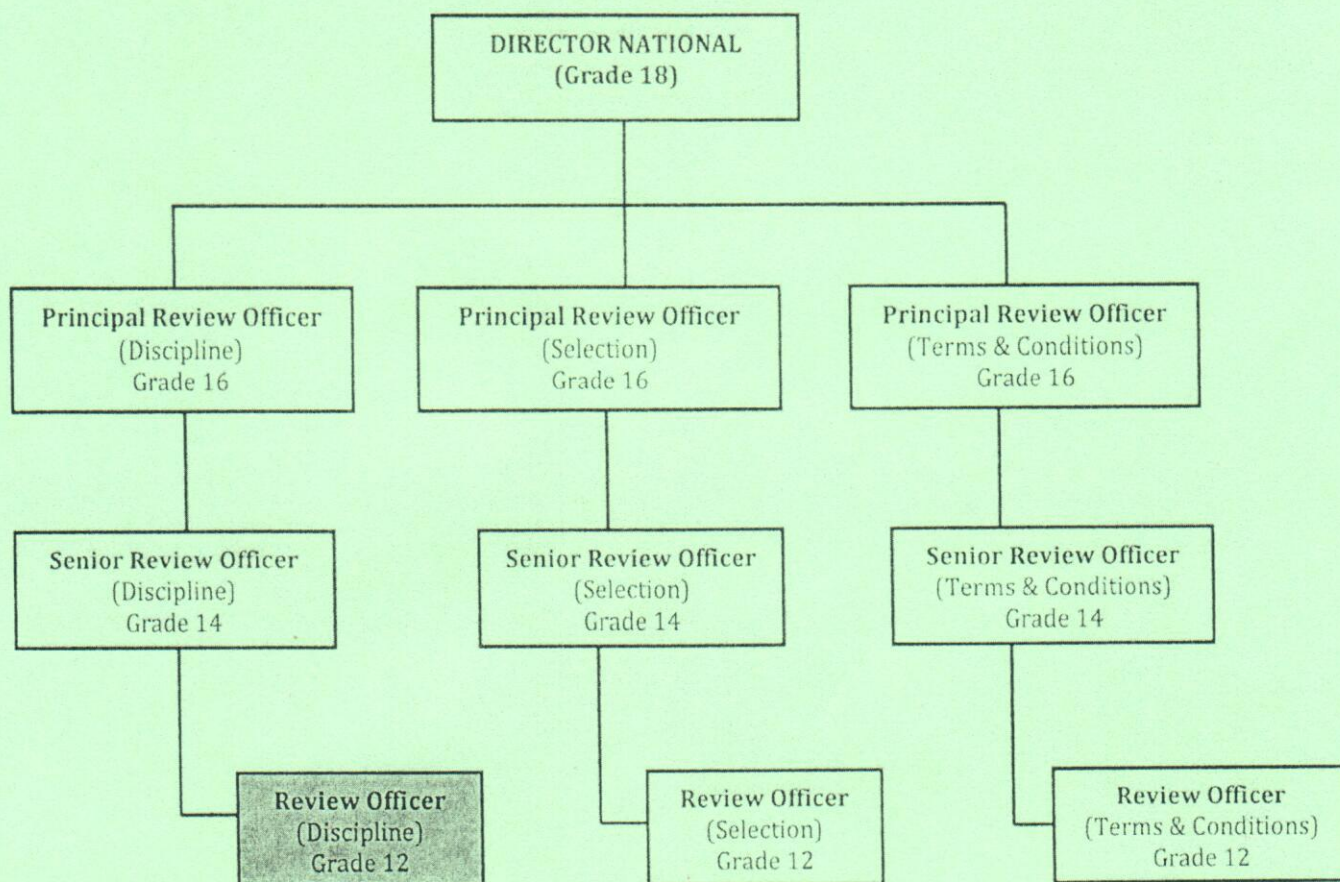 DIRECTOR NATIONAL
(Grade 18)
Principal Review Officer
(Discipline)
Grade 16
Principal Review Officer
(Selection)
Grade 16
Principal Review Officer
(Terms & Conditions)
Grade 16
Senior Review Officer
(Discipline)
Grade 14
Senior Review Officer
(Selection)
Grade 14
Senior Review Officer
(Terms & Conditions)
Grade 14
Review Officer
(Discipline)
Grade 12
Review Officer
(Selection)
Grade 12
Review Officer
(Terms & Conditions)
Grade 12